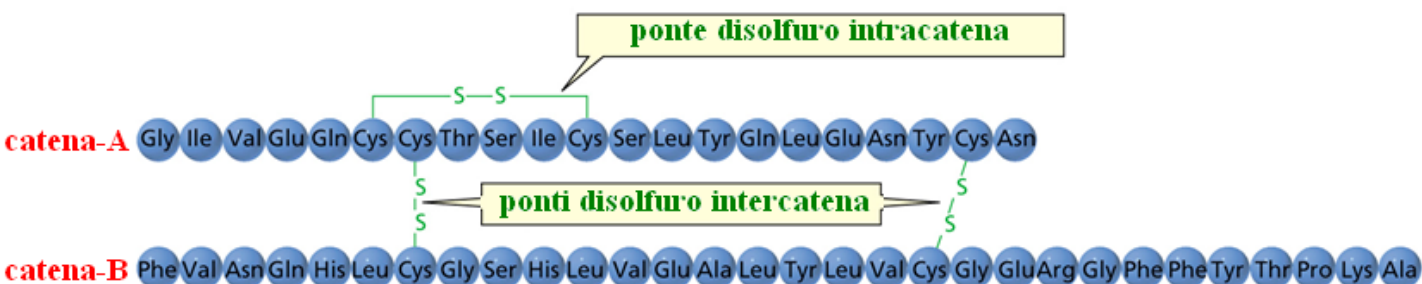 ponte disolfuro intracatena
S S
catena-A Gly Ile Val Glu Gln Cys Cys Thr Ser Ile Cys Ser Leu Tyr Gln Leu Glu Asn Tyr Cys Asn
S S
ponti disolfuro intercatena
S S
catena-B Phe Val Asn Gln His Leu Cys Gly Ser His Leu Val Glu Ala Leu Tyr Leu Val Cys Gly Glu Arg Gly Phe Phe Tyr Thr Pro Lys Ala